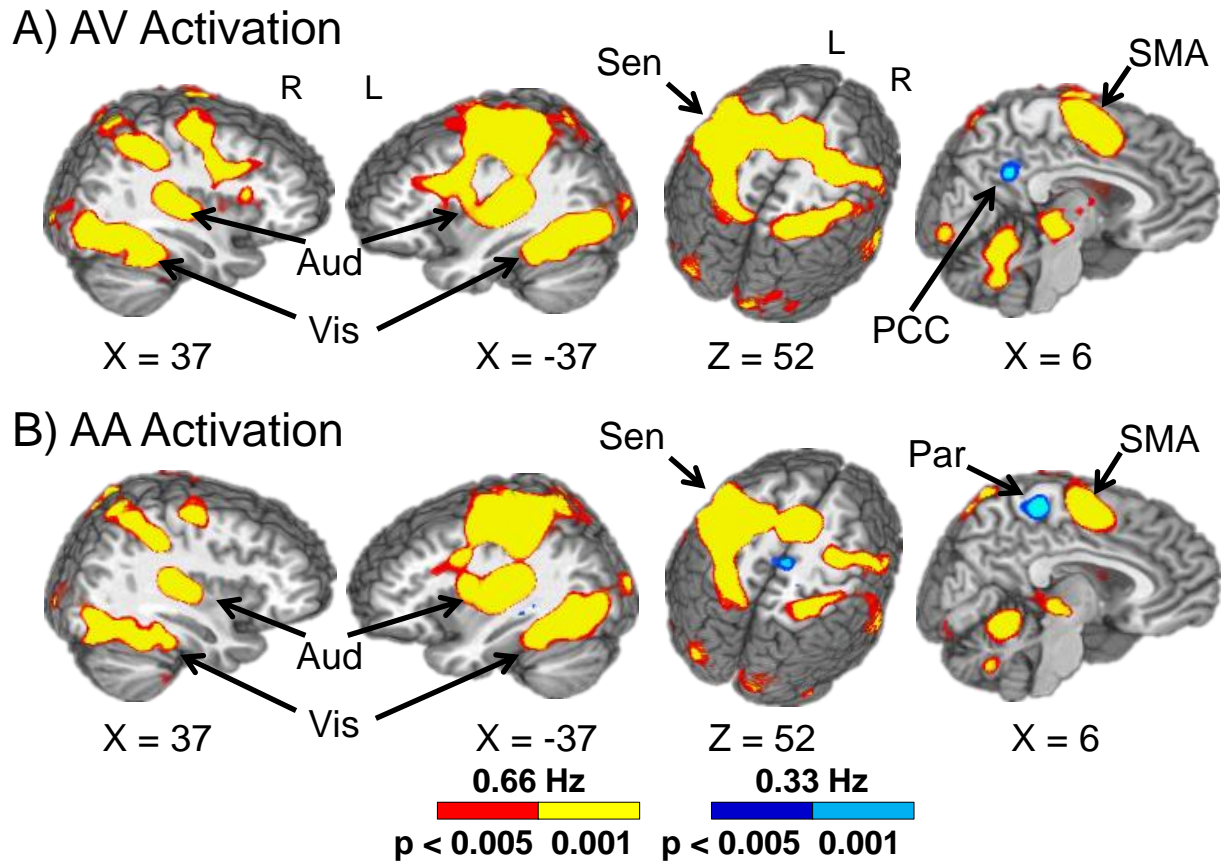 A) AV Activation
R
L
Sen
L
R
SMA
Aud
Vis
PCC
X = 37
X = -37
Z = 52
X = 6
B) AA Activation
Sen
Par
SMA
Aud
Vis
X = 37
X = -37
Z = 52
X = 6
0.66 Hz
0.33 Hz
p < 0.005 0.001
p < 0.005 0.001